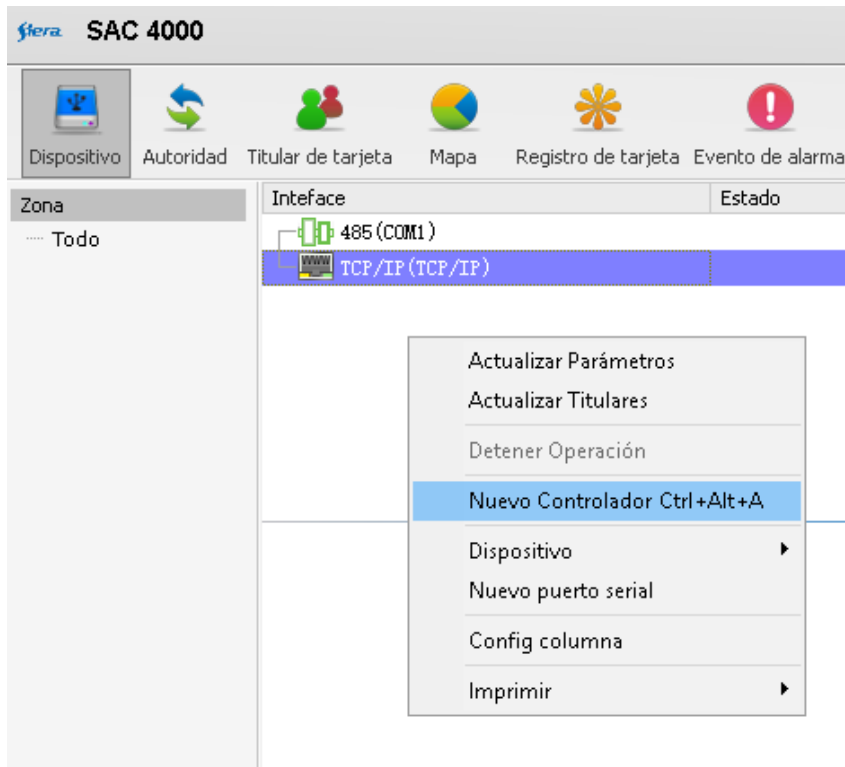 fiera SAC 4000
Dispositivo Autoridad Titular de tarjeta Mapa Registro de tarjeta Evento de alarma
Zona
Todo
Inteface Estado
485(COM1)
TCP/IP(TCP/IP)
Actualizar Parámetros
Actualizar Titulares
Detener Operación
Nuevo Controlador Ctrl+Alt+A
Dispositivo
Nuevo puerto serial
Config columna
Imprimir